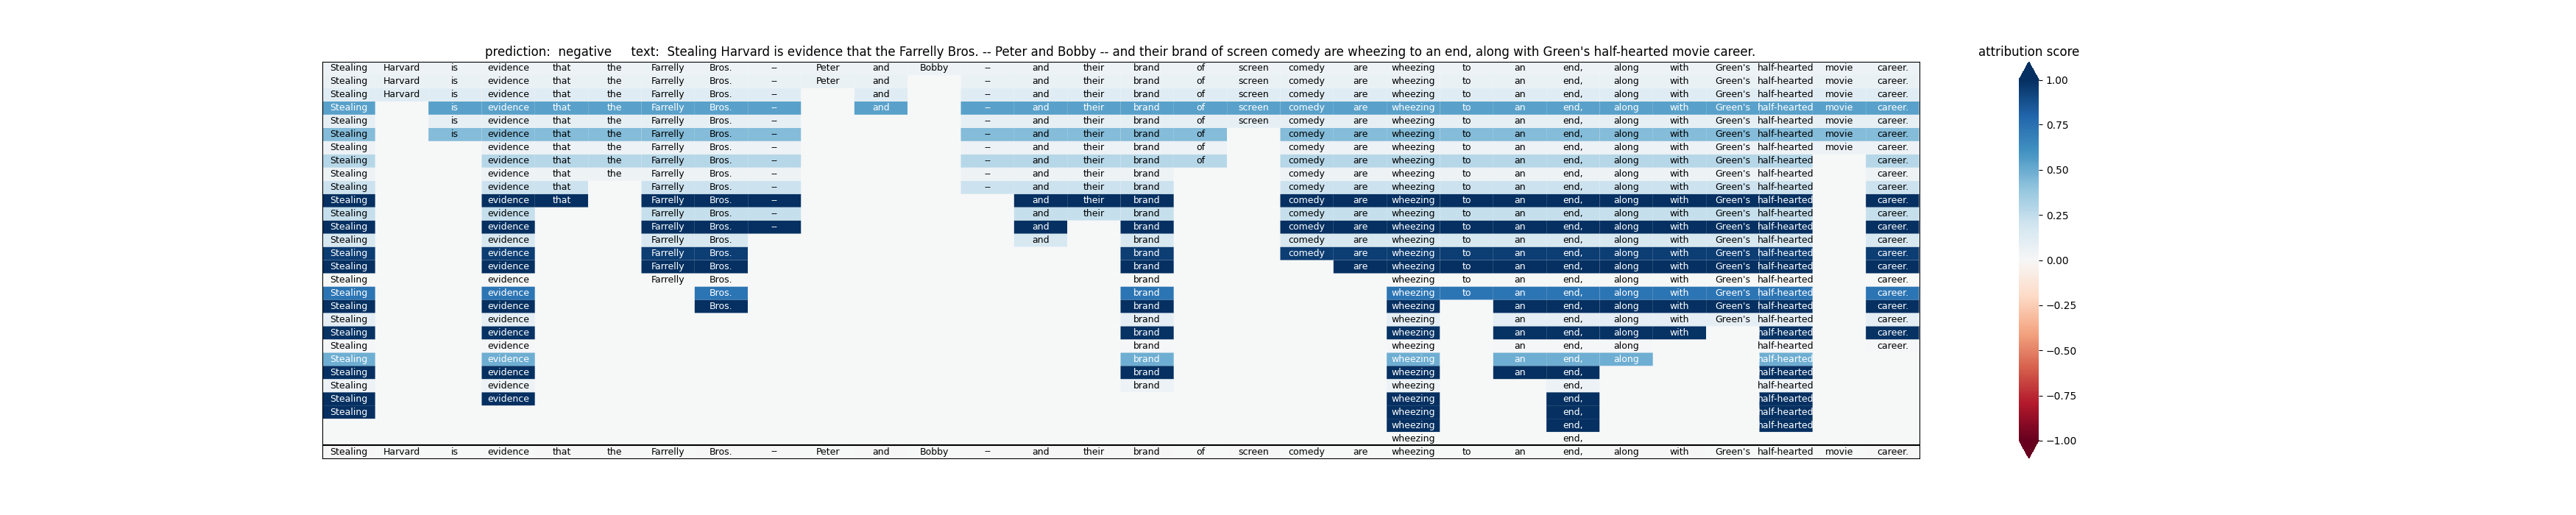 prediction: negative text: Stealing Harvard is evidence that the Farrelly Bros. -- Peter and Bobby -- and their brand of screen comedy are wheezing to an end, along with Green's half-hearted movie career.
attribution score
Stealing Harvard is evidence that the Farrelly Bros. -- Peter and Bobby -- and their brand of screen comedy are wheezing to an end, along with Green's half-hearted movie career.
Stealing Harvard is evidence that the Farrelly Bros. -- Peter and -- and their brand of screen comedy are wheezing to an end, along with Green's half-hearted movie career.
Stealing Harvard is evidence that the Farrelly Bros. -- and -- and their brand of screen comedy are wheezing to an end, along with Green's half-hearted movie career.
Stealing is evidence that the Farrelly Bros. -- and -- and their brand of screen comedy are wheezing to an end, along with Green's half-hearted movie career.
Stealing is evidence that the Farrelly Bros. -- -- and their brand of screen comedy are wheezing to an end, along with Green's half-hearted movie career.
Stealing is evidence that the Farrelly Bros. -- -- and their brand of comedy are wheezing to an end, along with Green's half-hearted movie career.
Stealing evidence that the Farrelly Bros. -- -- and their brand of comedy are wheezing to an end, along with Green's half-hearted movie career.
Stealing evidence that the Farrelly Bros. -- -- and their brand of comedy are wheezing to an end, along with Green's half-hearted career.
Stealing evidence that the Farrelly Bros. -- -- and their brand comedy are wheezing to an end, along with Green's half-hearted career.
Stealing evidence that Farrelly Bros. -- -- and their brand comedy are wheezing to an end, along with Green's half-hearted career.
Stealing evidence that Farrelly Bros. -- and their brand comedy are wheezing to an end, along with Green's half-hearted career.
Stealing evidence Farrelly Bros. -- and their brand comedy are wheezing to an end, along with Green's half-hearted career.
Stealing evidence Farrelly Bros. -- and brand comedy are wheezing to an end, along with Green's half-hearted career.
Stealing evidence Farrelly Bros. and brand comedy are wheezing to an end, along with Green's half-hearted career.
Stealing evidence Farrelly Bros. brand comedy are wheezing to an end, along with Green's half-hearted career.
Stealing evidence Farrelly Bros. brand are wheezing to an end, along with Green's half-hearted career.
Stealing evidence Farrelly Bros. brand wheezing to an end, along with Green's half-hearted career.
Stealing evidence Bros. brand wheezing to an end, along with Green's half-hearted career.
Stealing evidence Bros. brand wheezing an end, along with Green's half-hearted career.
Stealing evidence brand wheezing an end, along with Green's half-hearted career.
Stealing evidence brand wheezing an end, along with half-hearted career.
Stealing evidence brand wheezing an end, along half-hearted career.
Stealing evidence brand wheezing an end, along half-hearted
Stealing evidence brand wheezing an end, half-hearted
Stealing evidence brand wheezing end, half-hearted
Stealing evidence wheezing end, half-hearted
Stealing wheezing end, half-hearted
wheezing end, half-hearted
wheezing end,
Stealing Harvard is evidence that the Farrelly Bros. -- Peter and Bobby -- and their brand of screen comedy are wheezing to an end, along with Green's half-hearted movie career.
1.00
0.75
0.50
0.25
0.00
−0.25
−0.50
−0.75
−1.00